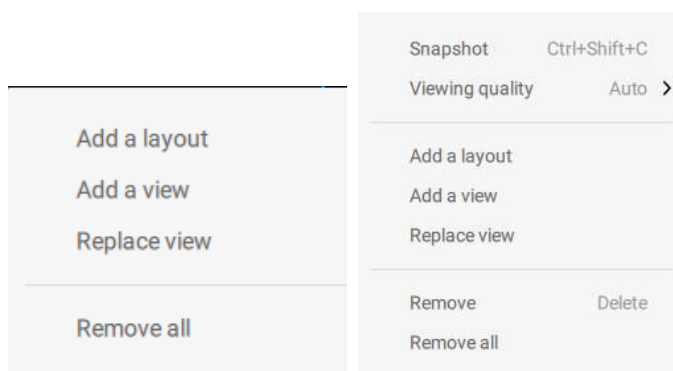 Add a layout
Add a view
Replace view
Remove all
Snapshot Ctrl+Shift+C
Viewing quality Auto
Add a layout
Add a view
Replace view
Remove Delete
Remove all